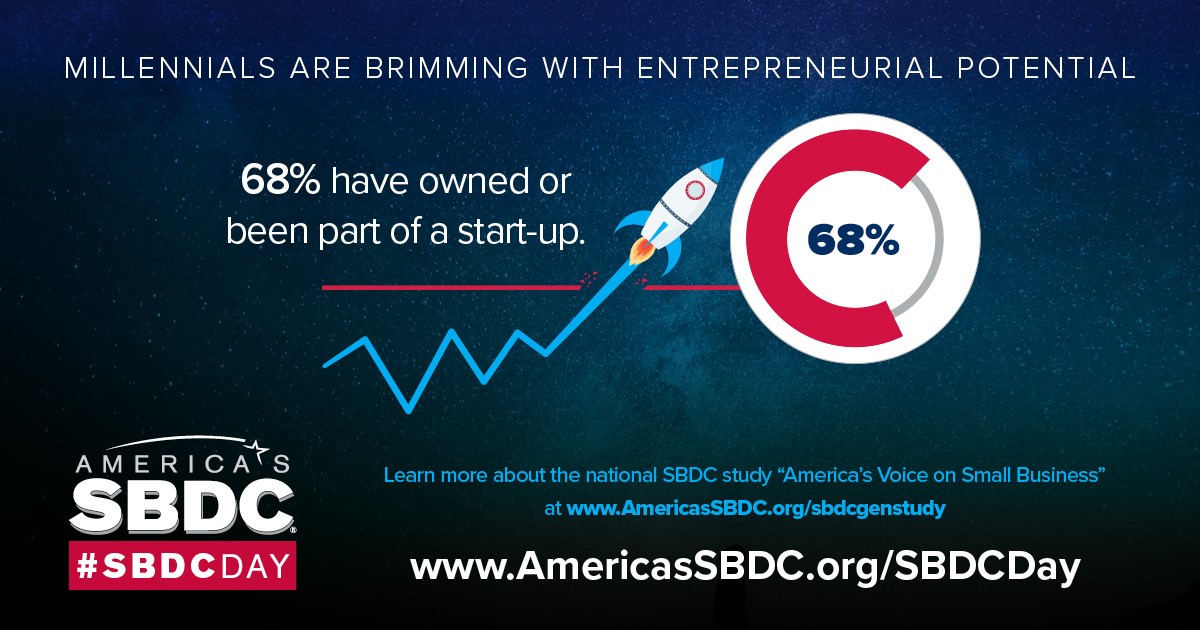 MILLENNIALS ARE BRIMMING WITH ENTREPRENEURIAL POTENTIAL
68% have owned or
been part of a start-up.
68%
AMERICA'S
SBDC®
#SBDCDAY
Learn more about the national SBDC study “America’s Voice on Small Business”
at www.AmericasSBDC.org/sbdcgenstudy
www.AmericasSBDC.org/SBDCDay